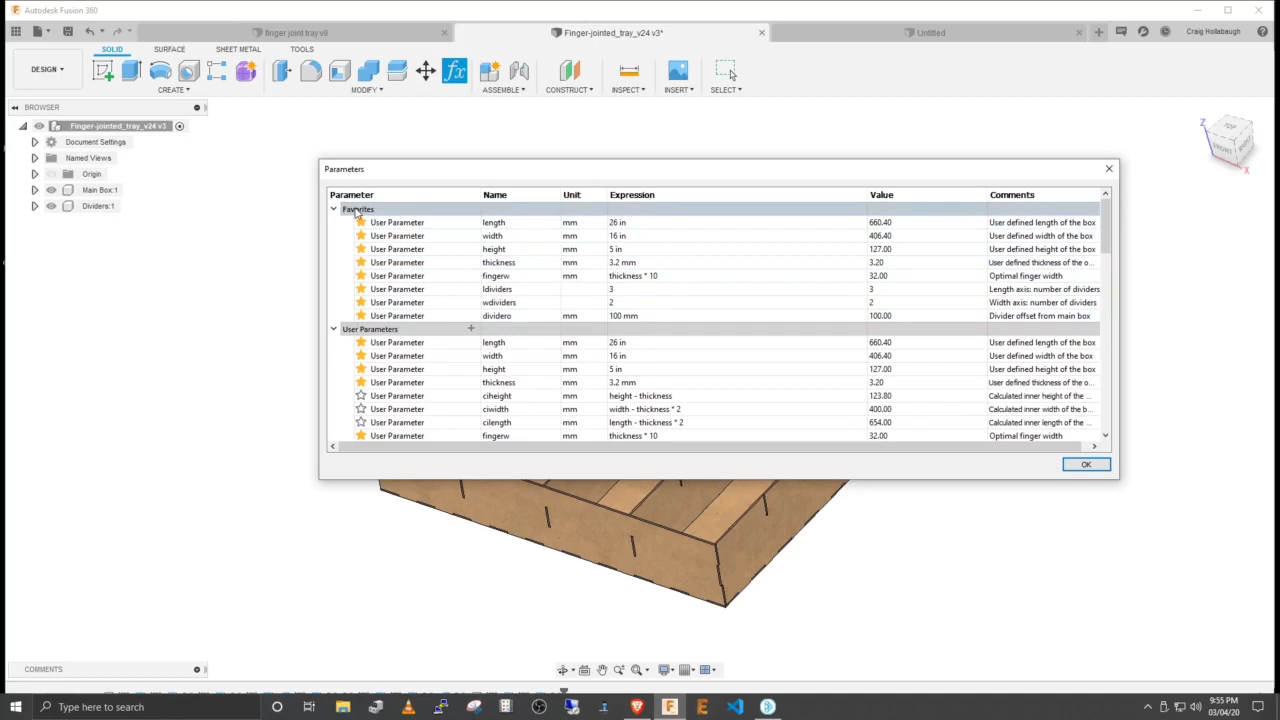 Autodesk Fusion 360
finger joint tray v9
Finger-jointed_tray_v24 v3*
Untitled
Craig Hollabaugh
SOLID SURFACE SHEET METAL TOOLS
DESIGN
CREATE MODIFY ASSEMBLE CONSTRUCT INSPECT INSERT SELECT
BROWSER
Finger-jointed_tray_v24 v3
Document Settings
Named Views
Origin
Main Box:1
Dividers:1
TOP
FRONT
Z
X
Parameters
Parameter Name Unit Expression Value Comments
Favorites
User Parameter length mm 26 in 660.40 User defined length of the box
User Parameter width mm 16 in 406.40 User defined width of the box
User Parameter height mm 5 in 127.00 User defined height of the box
User Parameter thickness mm 3.2 mm 3.20 User defined thickness of the o...
User Parameter fingerw mm thickness * 10 32.00 Optimal finger width
User Parameter ldividers 3 3 Length axis: number of dividers
User Parameter wdividers 2 2 Width axis: number of dividers
User Parameter dividero mm 100 mm 100.00 Divider offset from main box
User Parameters +
User Parameter length mm 26 in 660.40 User defined length of the box
User Parameter width mm 16 in 406.40 User defined width of the box
User Parameter height mm 5 in 127.00 User defined height of the box
User Parameter thickness mm 3.2 mm 3.20 User defined thickness of the o...
User Parameter ciheight mm height - thickness 123.80 Calculated inner height of the ...
User Parameter ciwidth mm width - thickness * 2 400.00 Calculated inner width of the b...
User Parameter cilength mm length - thickness * 2 654.00 Calculated inner length of the...
User Parameter fingerw mm thickness * 10 32.00 Optimal finger width
OK
COMMENTS
Type here to search
9:55 PM
03/04/20